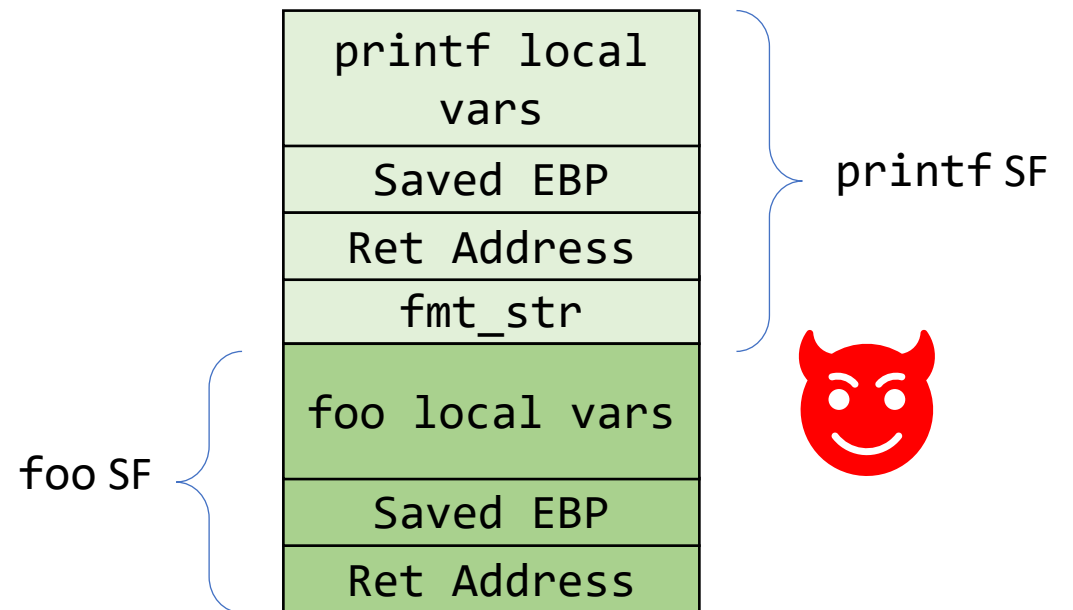 printf local
vars
Saved EBP
printf SF
Ret Address
fmt_str
foo local vars
foo SF
Saved EBP
Ret Address